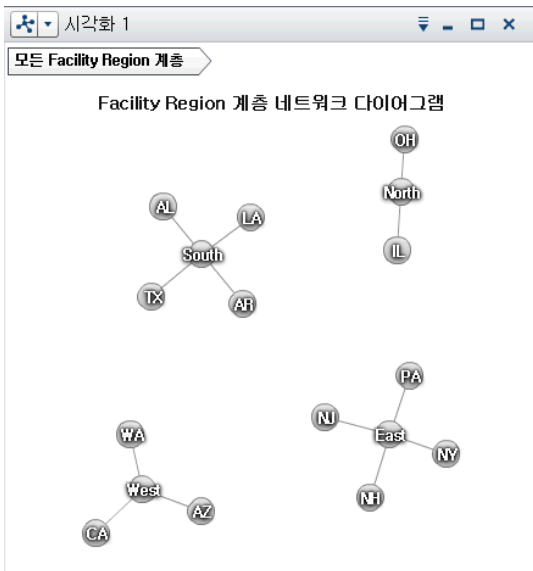 시각화 1
모든 Facility Region 계층
Facility Region 계층 네트워크 다이어그램
OH
North
IL
AL
LA
South
TX
AR
PA
NJ
East
NY
NH
WA
West
AZ
CA